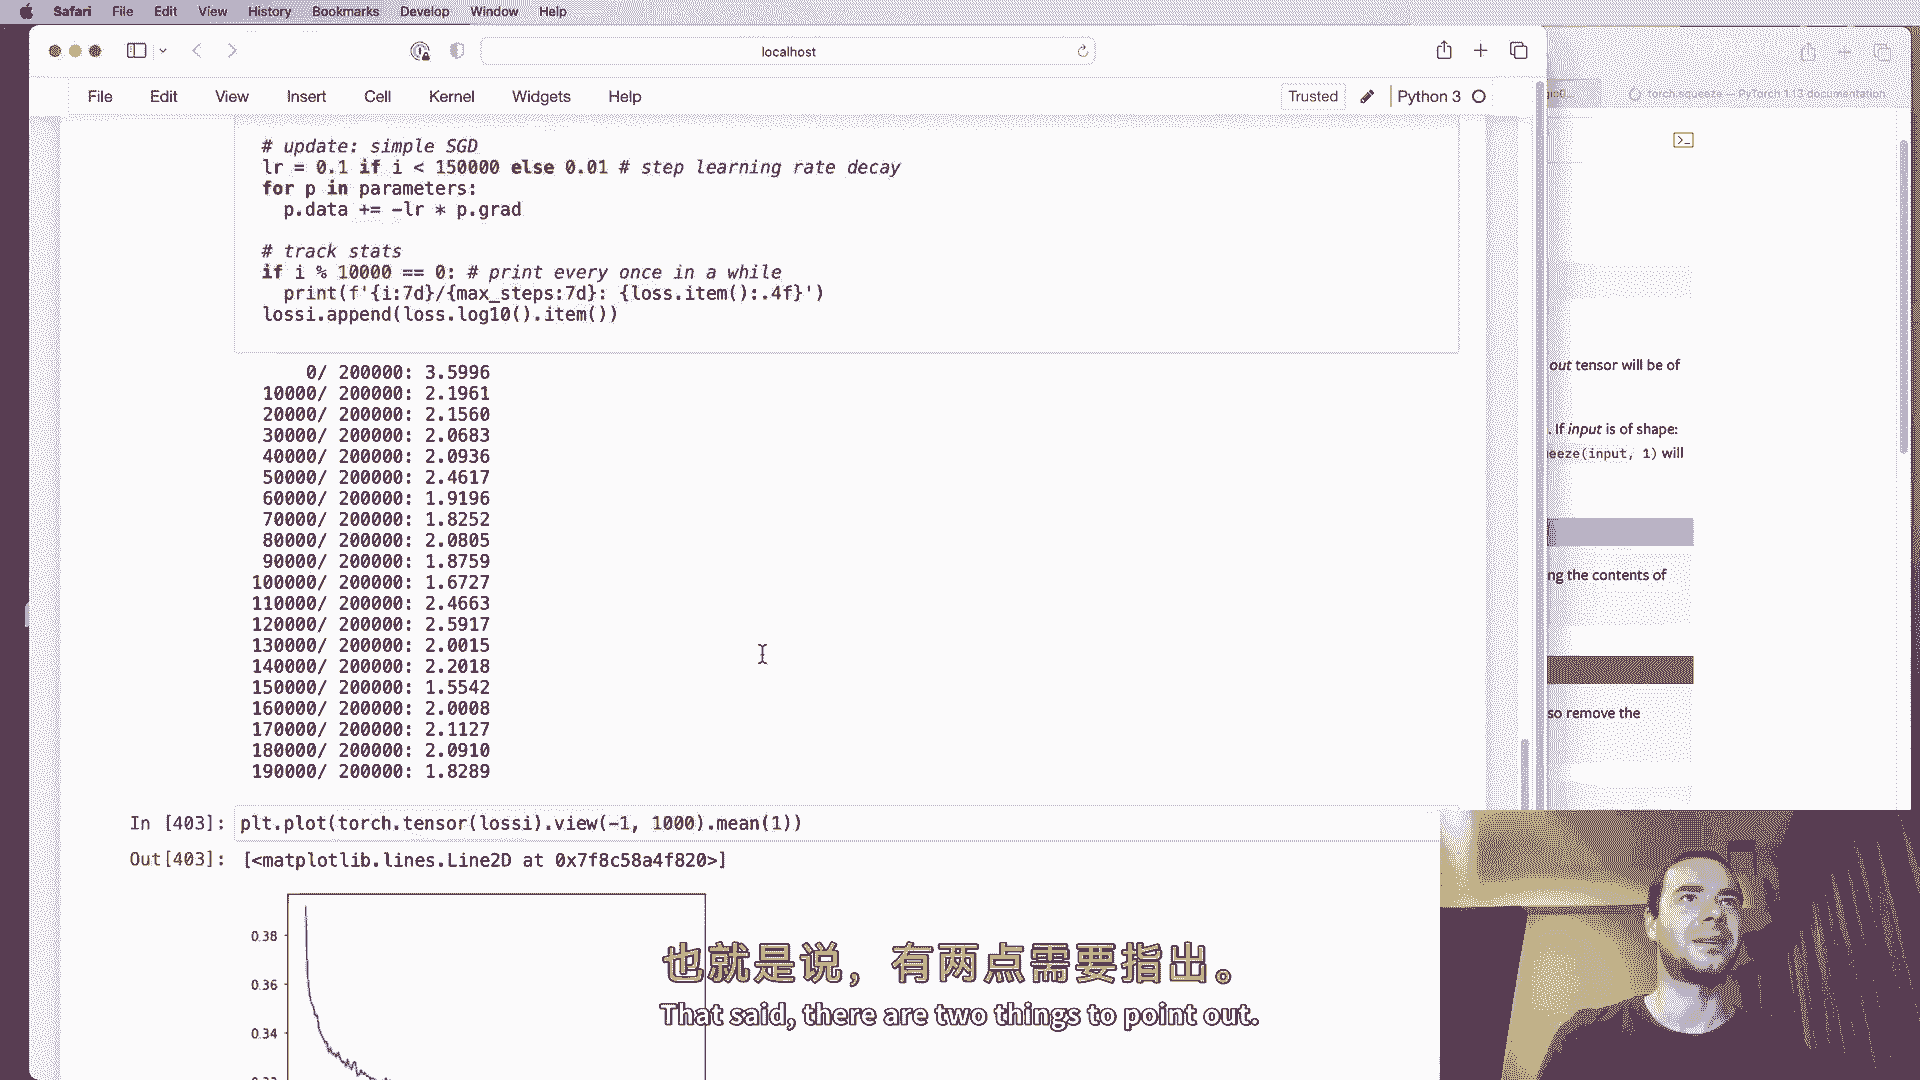 Safari File Edit View History Bookmarks Develop Window Help
localhost
File Edit View Insert Cell Kernel Widgets Help
Trusted Python 3
torch.squeeze — PyTorch 1.13 documentation
# update: simple SGD
lr = 0.1 if i < 150000 else 0.01 # step learning rate decay
for p in parameters:
p.data += -lr * p.grad
# track stats
if i % 10000 == 0: # print every once in a while
print(f'{i:7d}/{max_steps:7d}: {loss.item():.4f}')
lossi.append(loss.log10().item())
0/ 200000: 3.5996
10000/ 200000: 2.1961
20000/ 200000: 2.1560
30000/ 200000: 2.0683
40000/ 200000: 2.0936
50000/ 200000: 2.4617
60000/ 200000: 1.9196
70000/ 200000: 1.8252
80000/ 200000: 2.0805
90000/ 200000: 1.8759
100000/ 200000: 1.6727
110000/ 200000: 2.4663
120000/ 200000: 2.5917
130000/ 200000: 2.0015
140000/ 200000: 2.2018
150000/ 200000: 1.5542
160000/ 200000: 2.0008
170000/ 200000: 2.1127
180000/ 200000: 2.0910
190000/ 200000: 1.8289
In [403]: plt.plot(torch.tensor(lossi).view(-1, 1000).mean(1))
Out[403]: [<matplotlib.lines.Line2D at 0x7f8c58a4f820>]
0.38
0.36
0.34
out tensor will be of
. If input is of shape:
eeze(input, 1) will
ng the contents of
so remove the
也就是说，有两点需要指出。
That said, there are two things to point out.